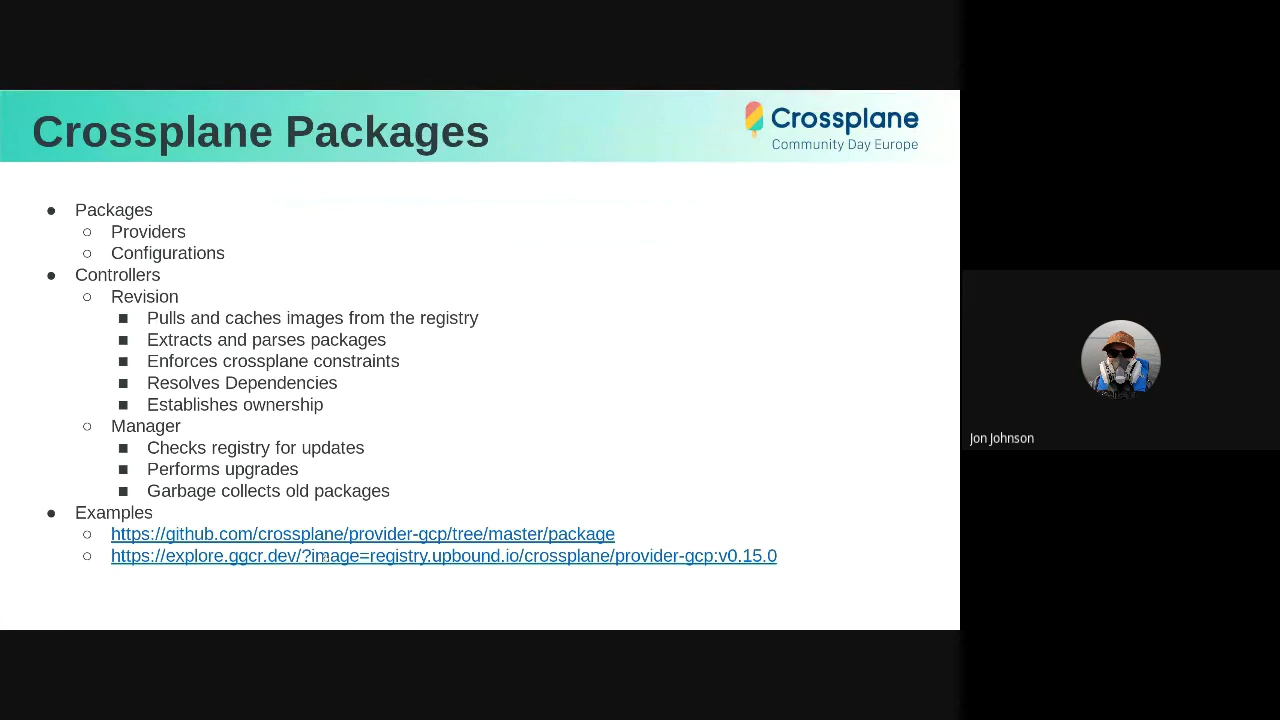 Crossplane Packages
Crossplane
Community Day Europe
● Packages
○ Providers
○ Configurations
● Controllers
○ Revision
■ Pulls and caches images from the registry
■ Extracts and parses packages
■ Enforces crossplane constraints
■ Resolves Dependencies
■ Establishes ownership
○ Manager
■ Checks registry for updates
■ Performs upgrades
■ Garbage collects old packages
● Examples
○ https://github.com/crossplane/provider-gcp/tree/master/package
○ https://explore.ggcr.dev/?image=registry.upbound.io/crossplane/provider-gcp:v0.15.0
Jon Johnson